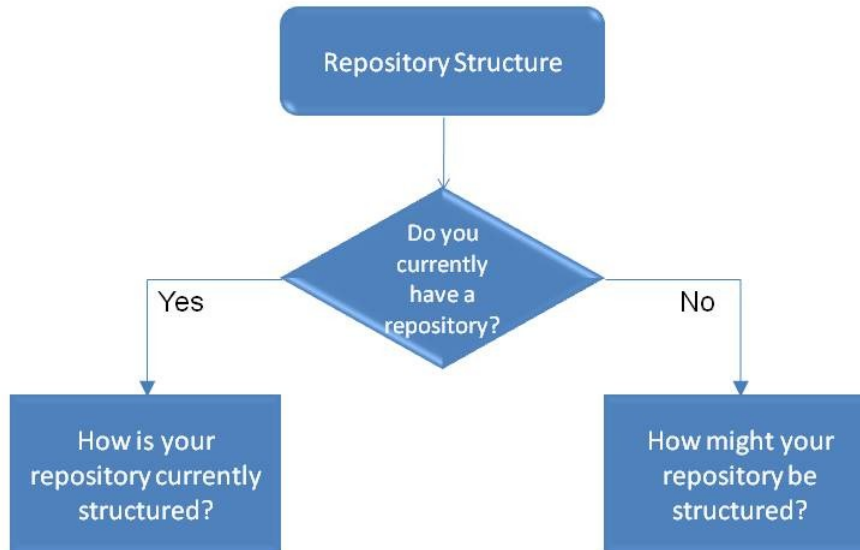 Repository Structure
Do you
currently
have a
repository?
Yes
No
How is your
repository currently
structured?
How might your
repository be
structured?